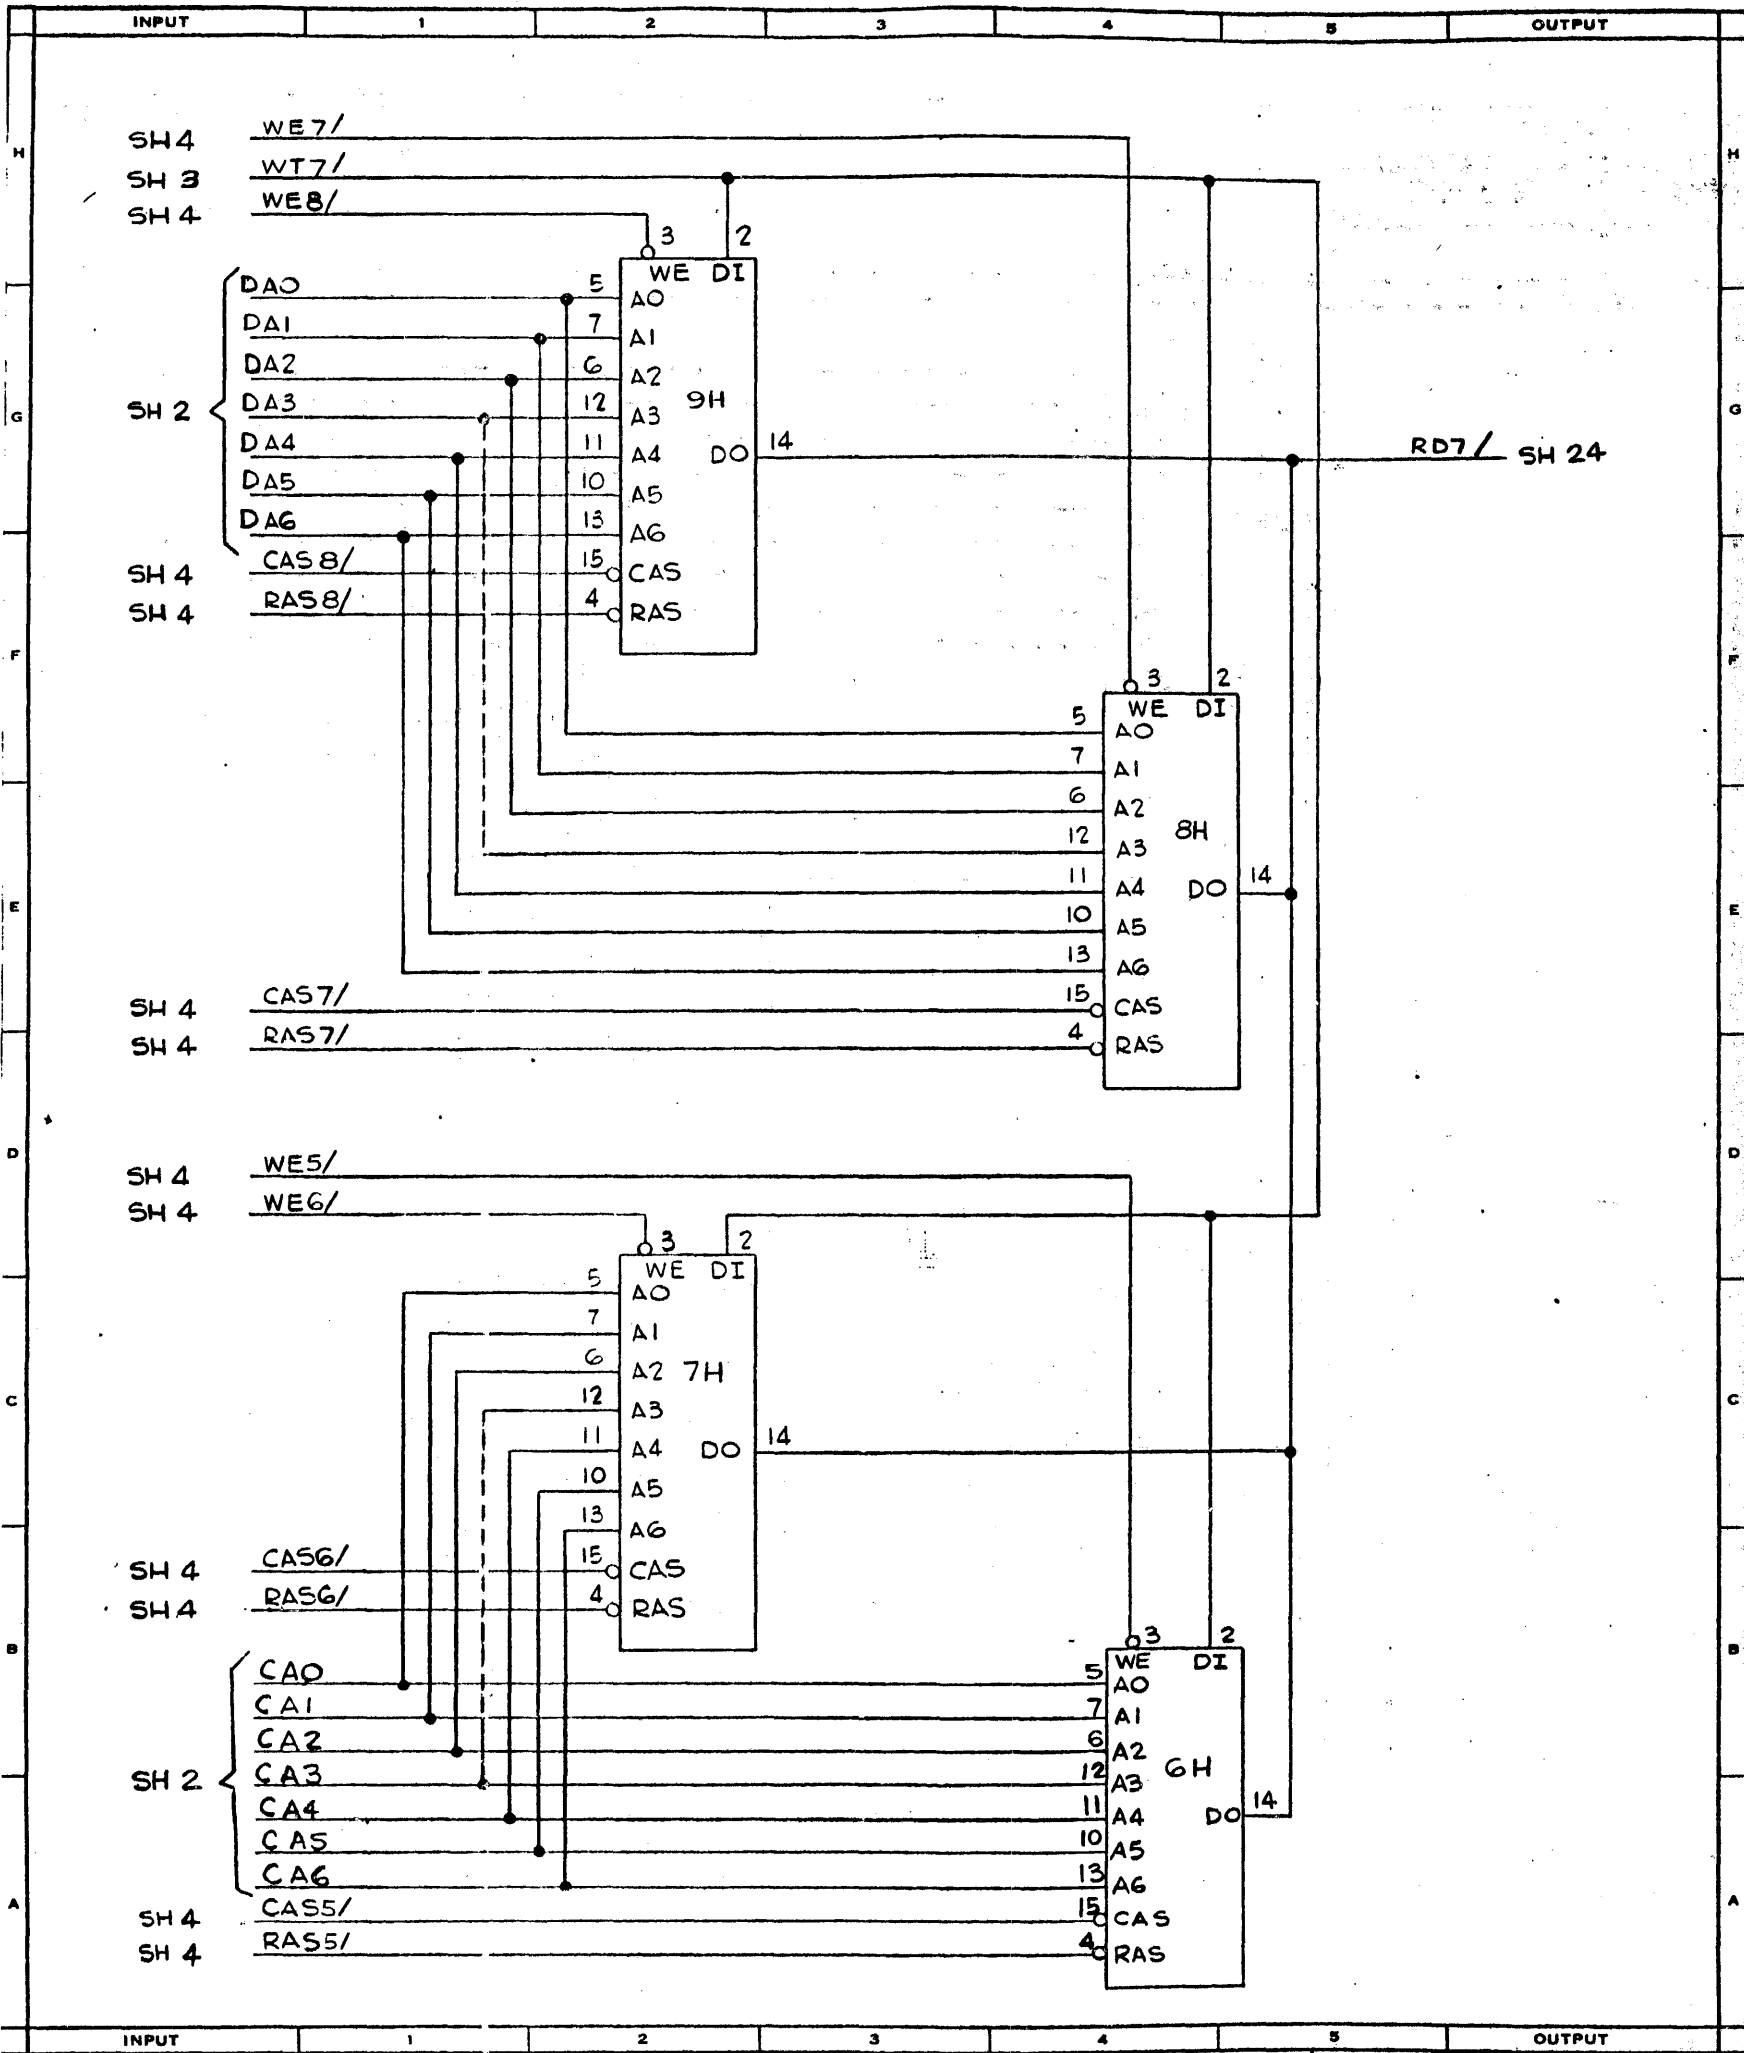 INPUT 1 2 3 4 5 OUTPUT
SH4 WE7/
H H
SH 3 WT7/
SH4 WE8/
3 2
WE DI
DA0 5 A0
DA1 7 A1
DA2 6 A2
9H
SH 2 DA3 12 A3
G G
DA4 11 A4 DO 14 RD7/ SH 24
DA5 10 A5
DA6 13 A6
SH 4 CAS8/ 15 CAS
SH 4 RAS8/ 4 RAS
F F
3 2
WE DI
5 A0
7 A1
6 A2
8H
12 A3
11 A4 DO 14
E E
10 A5
13 A6
SH 4 CAS7/ 15 CAS
SH 4 RAS7/ 4 RAS
D D
SH 4 WE5/
SH 4 WE6/
3 2
WE DI
5 A0
7 A1
6 A2 7H
C C
12 A3
11 A4 DO 14
10 A5
13 A6
SH 4 CAS6/ 15 CAS
SH 4 RAS6/ 4 RAS
B B
3 2
WE DI
CA0 5 A0
CA1 7 A1
CA2 6 A2
6H
SH 2 CA3 12 A3
CA4 11 A4 DO 14
CA5 10 A5
CA6 13 A6
A A
SH 4 CAS5/ 15 CAS
SH 4 RAS5/ 4 RAS
INPUT 1 2 3 4 5 OUTPUT